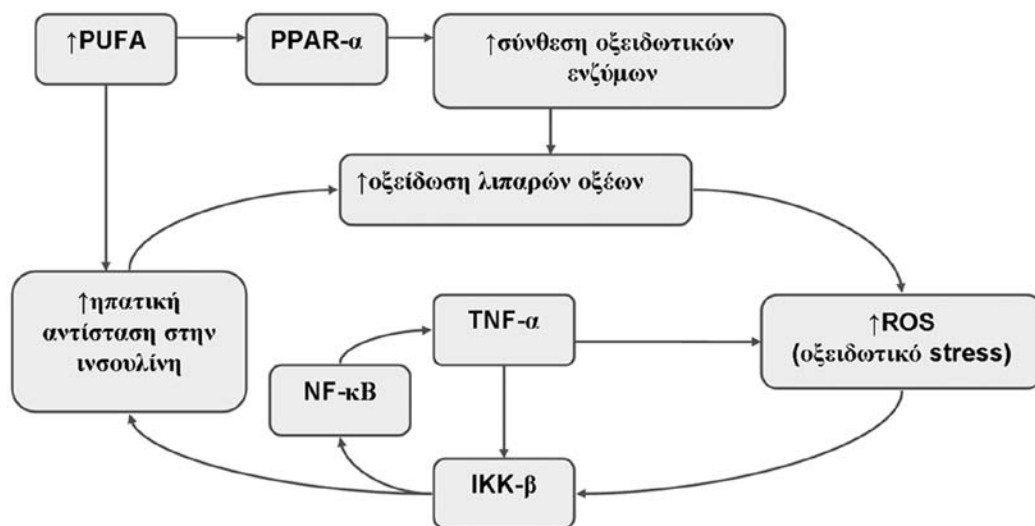 ↑PUFA
PPAR-α
↑σύνθεση οξειδωτικών
ενζύμων
↑οξείδωση λιπαρών οξέων
↑ηπατική
αντίσταση στην
ινσουλίνη
TNF-α
↑ROS
(οξειδωτικό stress)
NF-κB
IKK-β